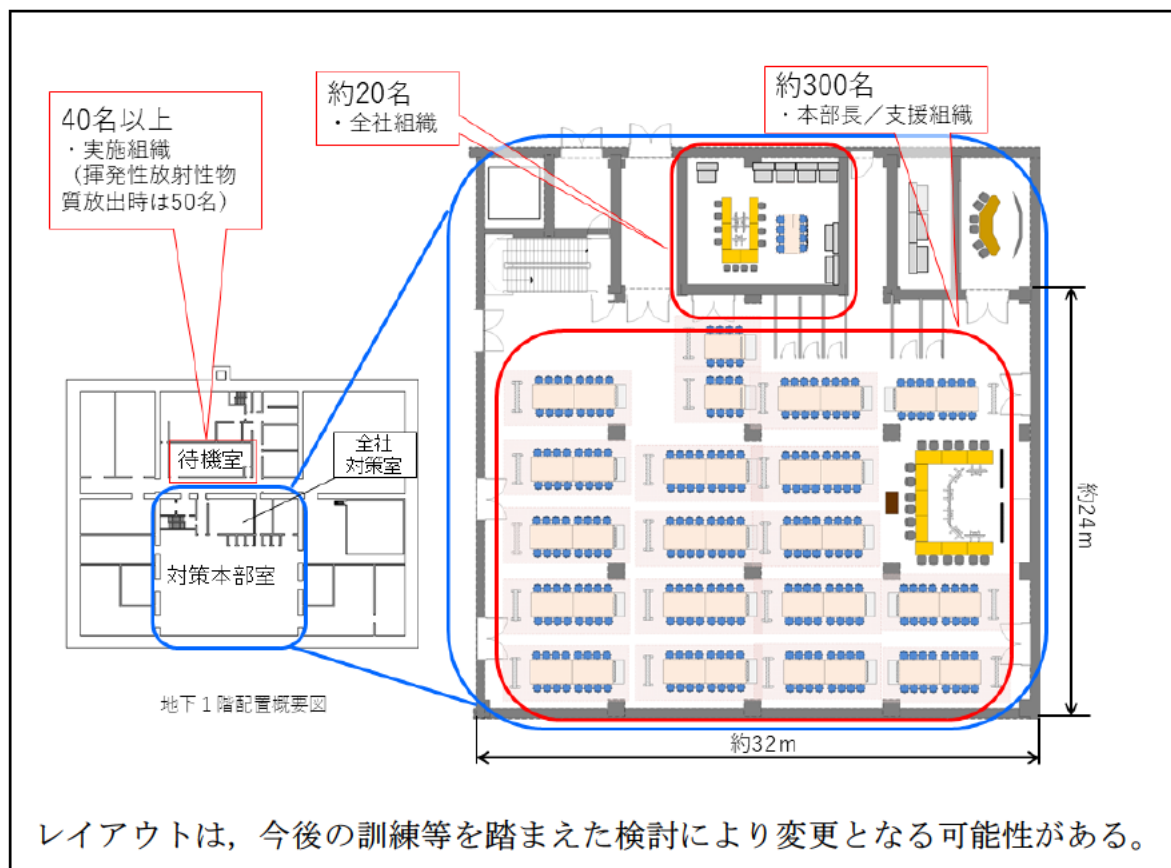 40名以上
・実施組織
（揮発性放射性物
質放出時は50名）
約20名
・全社組織
約300名
・本部長／支援組織
待機室
全社
対策室
対策本部室
地下１階配置概要図
約24m
約32m
レイアウトは，今後の訓練等を踏まえた検討により変更となる可能性がある。